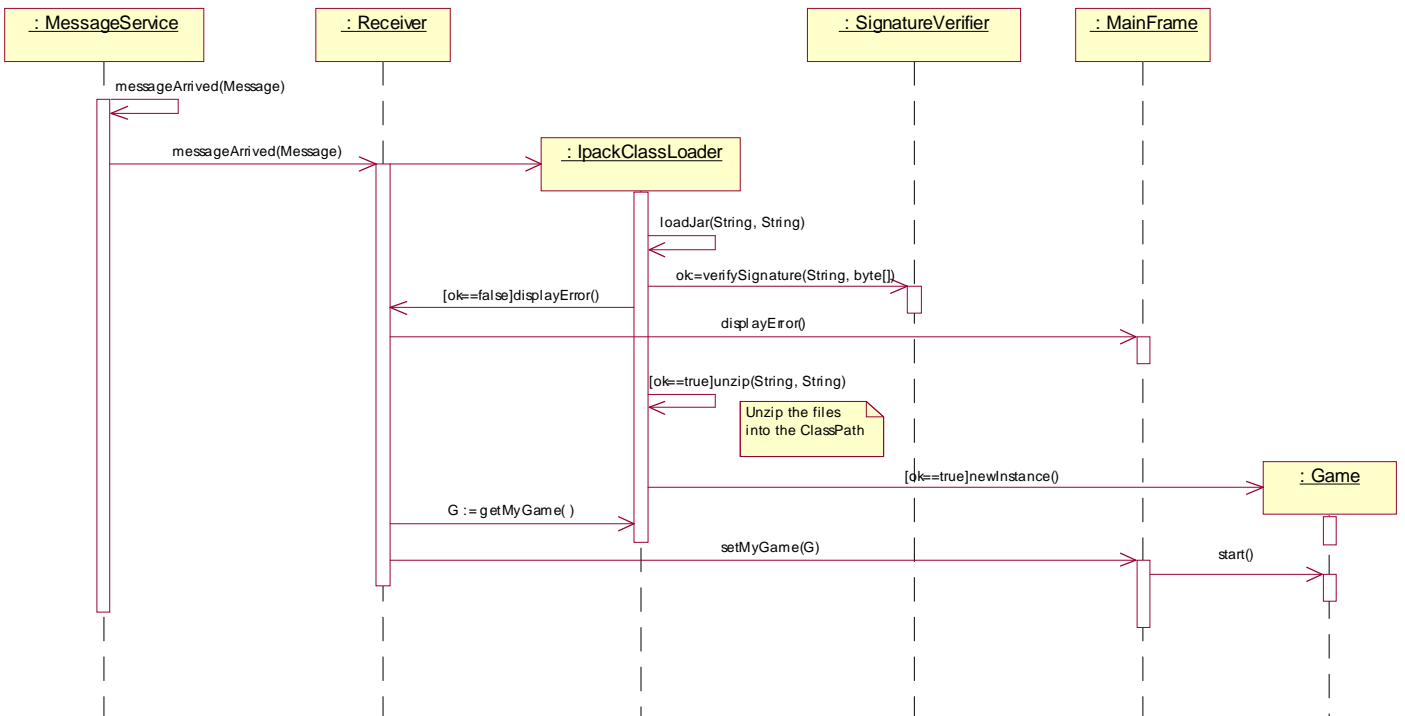 : MessageService
: Receiver
: SignatureVerifier
: MainFrame
messageArrived(Message)
messageArrived(Message)
: IpackClassLoader
loadJar(String, String)
ok:=verifySignature(String, byte[])
[ok==false]displayError()
displayError()
[ok==true]unzip(String, String)
Unzip the files
into the ClassPath
[ok==true]newInstance()
: Game
G := getMyGame( )
setMyGame(G)
start()